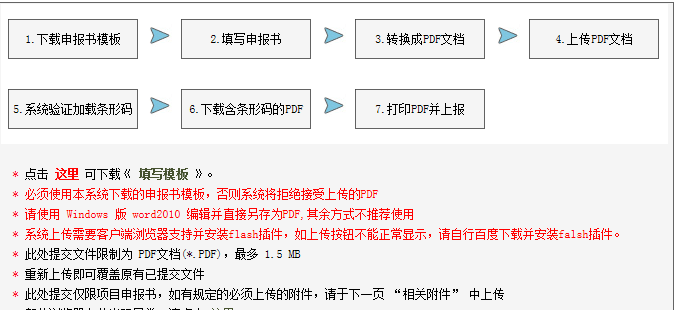 1.下载申报书模板
2.填写申报书
3.转换成PDF文档
4.上传PDF文档
5.系统验证加载条形码
6.下载含条形码的PDF
7.打印PDF并上报
* 点击 这里 可下载《 填写模板 》。
* 必须使用本系统下载的申报书模板，否则系统将拒绝接受上传的PDF
* 请使用 Windows 版 word2010 编辑并直接另存为PDF,其余方式不推荐使用
* 系统上传需要客户端浏览器支持并安装flash插件，如上传按钮不能正常显示，请自行百度下载并安装falsh插件。
* 此处提交文件限制为 PDF文档(*.PDF)，最多 1.5 MB
* 重新上传即可覆盖原有已提交文件
* 此处提交仅限项目申报书，如有规定的必须上传的附件，请于下一页 “相关附件” 中上传